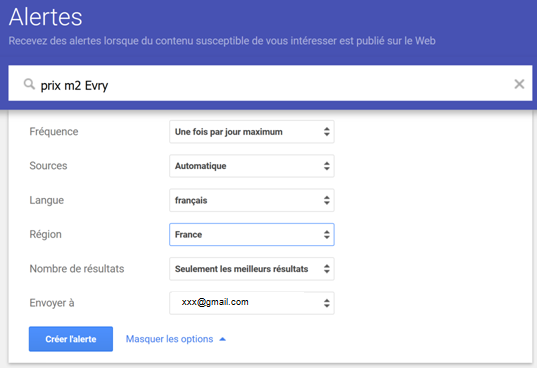 Alertes
Recevez des alertes lorsque du contenu susceptible de vous intéresser est publié sur le Web
prix m2 Evry
Fréquence Une fois par jour maximum
Sources Automatique
Langue français
Région France
Nombre de résultats Seulement les meilleurs résultats
Envoyer à xxx@gmail.com
Créer l'alerte Masquer les options